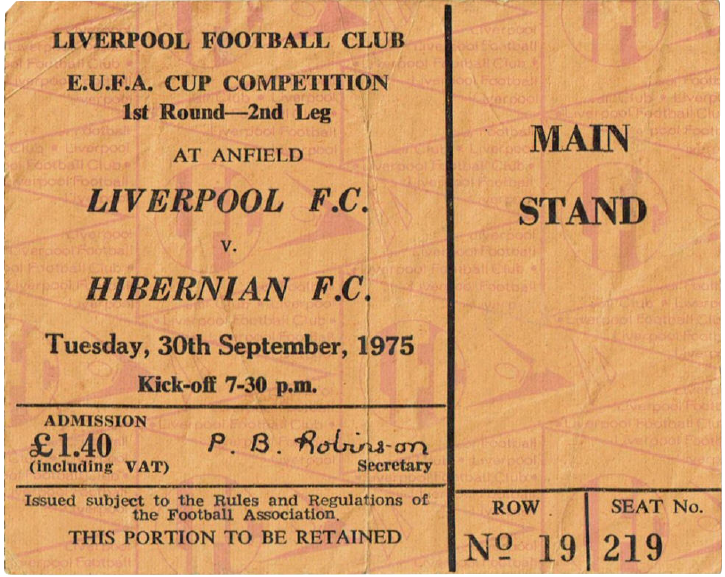 LIVERPOOL FOOTBALL CLUB
E.U.F.A. CUP COMPETITION
1st Round—2nd Leg
AT ANFIELD
LIVERPOOL F.C.
v.
HIBERNIAN F.C.
Tuesday, 30th September, 1975
Kick-off 7-30 p.m.
ADMISSION
£1.40
(including VAT)
P. B. Robinson
Secretary
Issued subject to the Rules and Regulations of
the Football Association.
THIS PORTION TO BE RETAINED
MAIN
STAND
ROW
Nº 19
SEAT No.
219